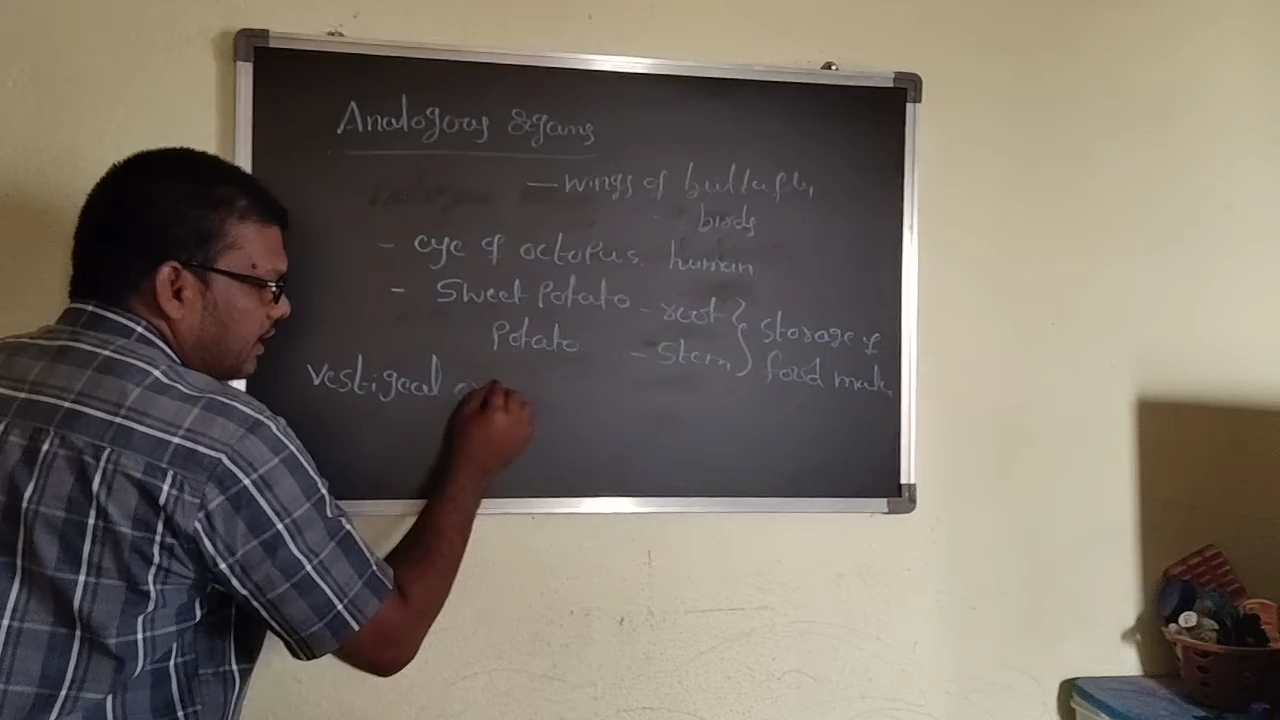 Analogous organs
— wings of butterfly,
birds
- eye of octopus. human
- Sweet Potato - root } storage of
Potato - Stem } food mate
Vestigeal